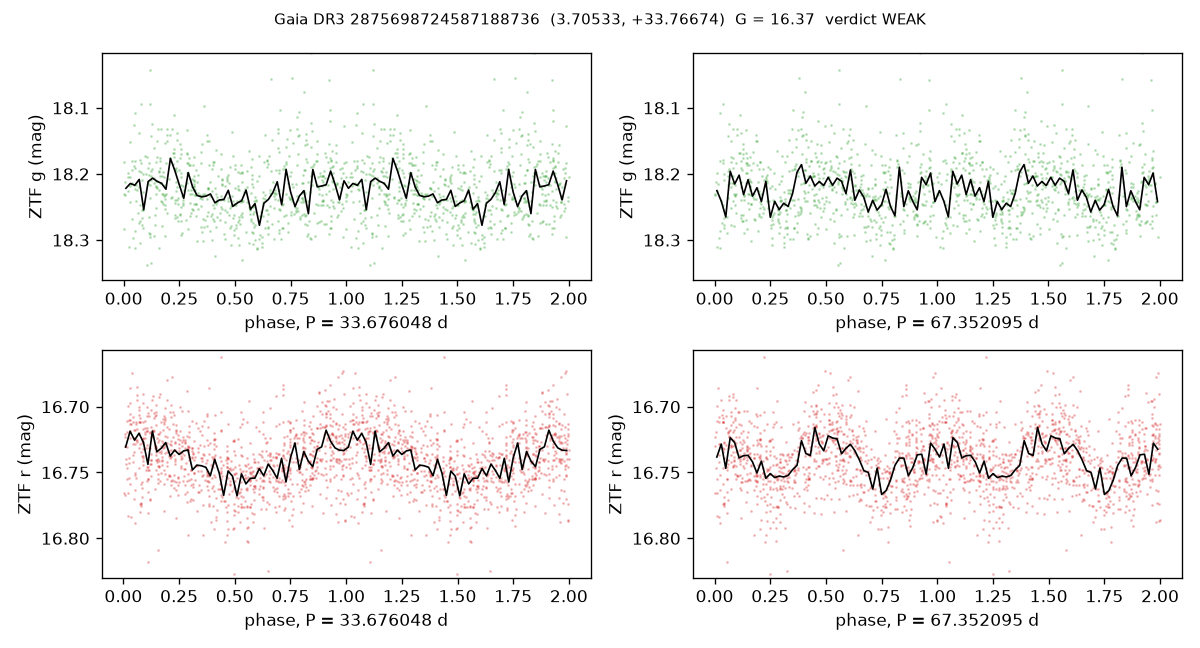 Gaia DR3 2875698724587188736 (3.70533, +33.76674) G = 16.37 verdict WEAK
ZTF g (mag)
18.1
18.2
18.3
0.00 0.25 0.50 0.75 1.00 1.25 1.50 1.75 2.00
phase, P = 33.676048 d
ZTF g (mag)
18.1
18.2
18.3
0.00 0.25 0.50 0.75 1.00 1.25 1.50 1.75 2.00
phase, P = 67.352095 d
ZTF r (mag)
16.70
16.75
16.80
0.00 0.25 0.50 0.75 1.00 1.25 1.50 1.75 2.00
phase, P = 33.676048 d
ZTF r (mag)
16.70
16.75
16.80
0.00 0.25 0.50 0.75 1.00 1.25 1.50 1.75 2.00
phase, P = 67.352095 d